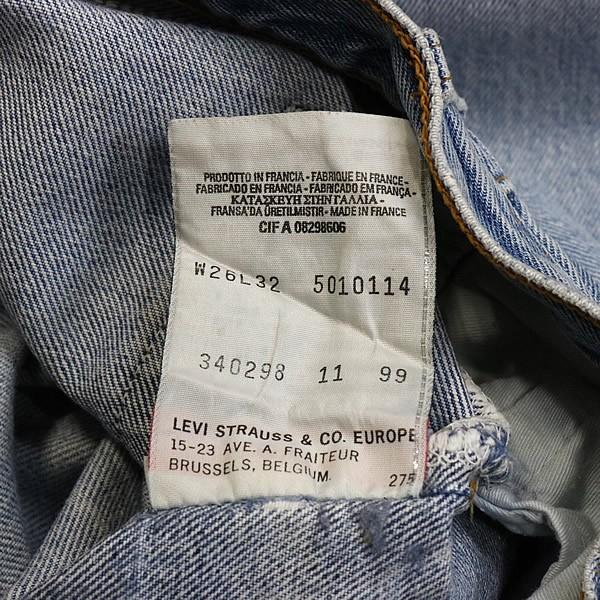 PRODOTTO IN FRANCIA - FABRIQUE EN FRANCE -
FABRICADO EN FRANCIA - FABRICADO EM FRANÇA -
ΚΑΤΑΣΚΕΥΗ ΣΤΗΝ ΓΑΛΛΙΑ -
FRANSA'DA ÜRETILMISTIR - MADE IN FRANCE
CIF A 08298606
W26L32 5010114
340298 11 99
LEVI STRAUSS & CO. EUROPE
15-23 AVE. A. FRAITEUR
BRUSSELS, BELGIUM. 275